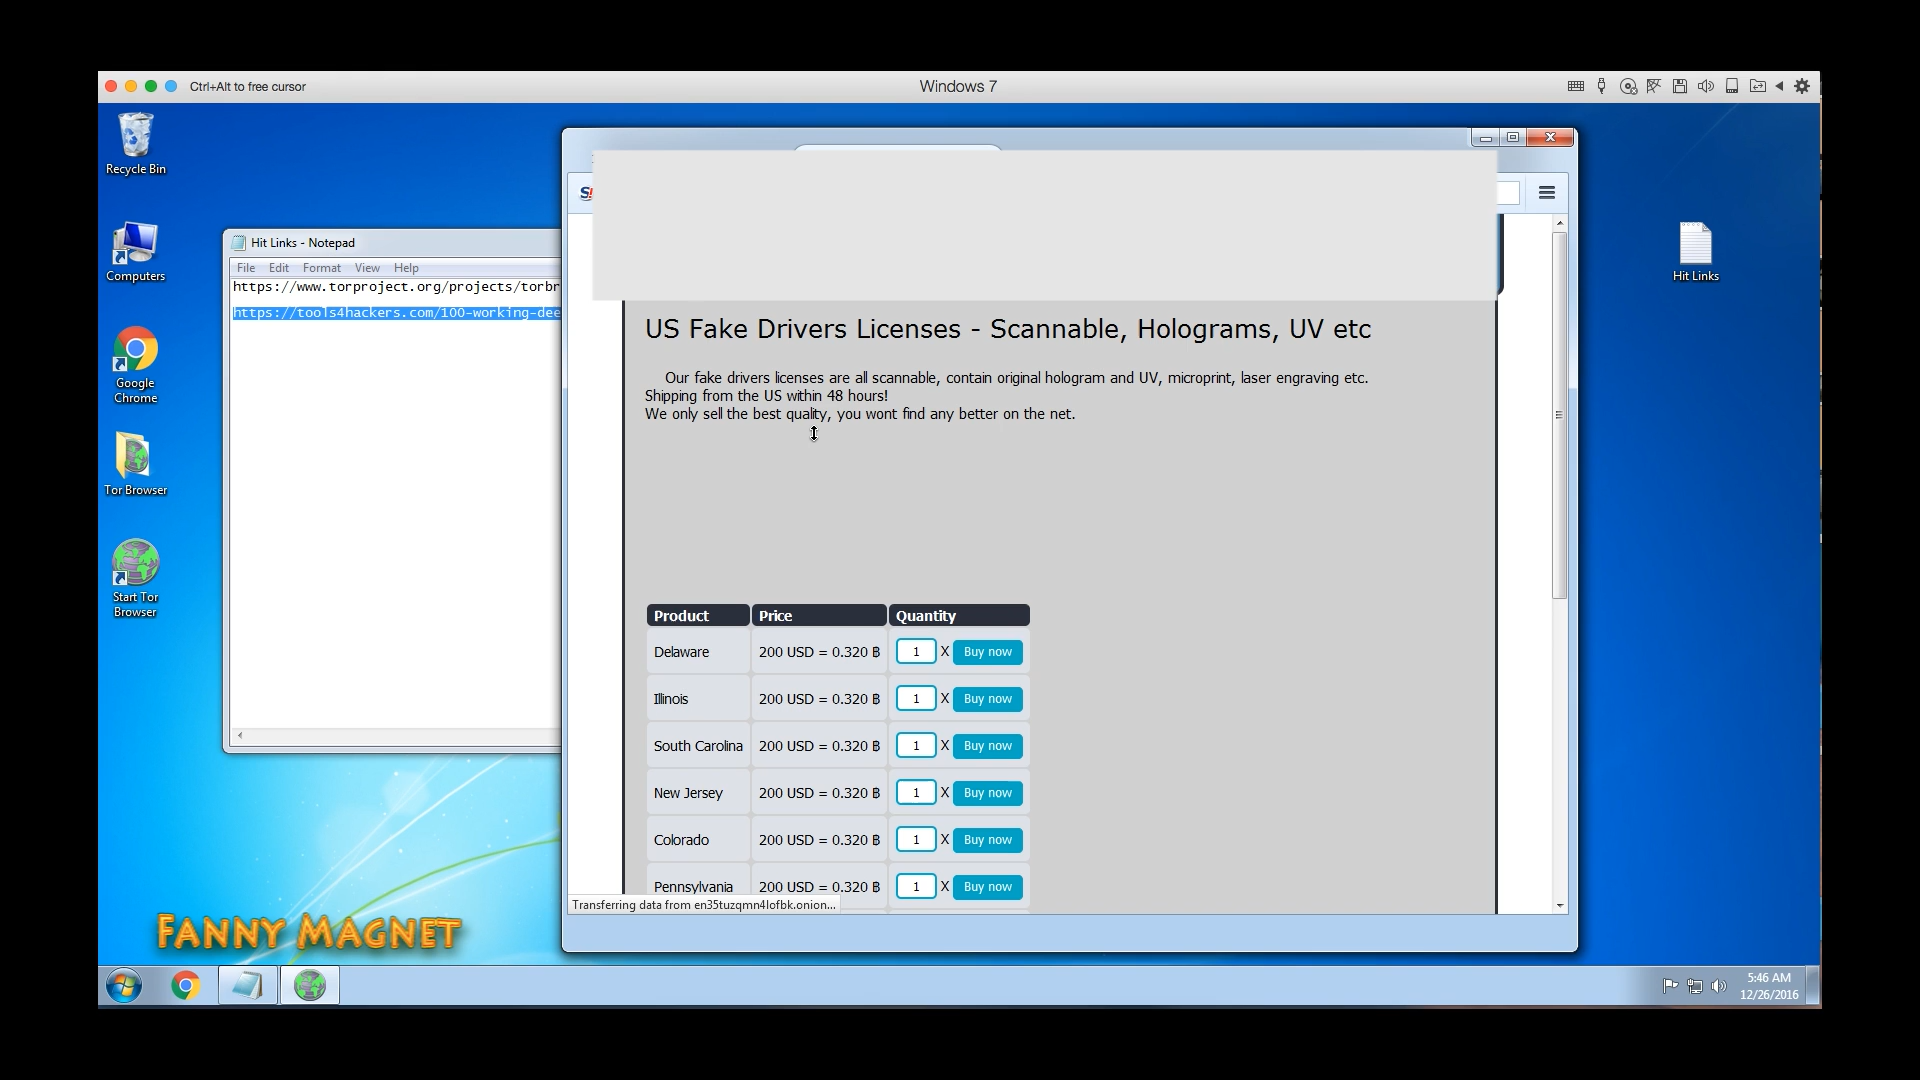 Ctrl+Alt to free cursor
Windows 7
Recycle Bin
Computers
Google
Chrome
Tor Browser
Start Tor
Browser
Hit Links - Notepad
File Edit Format View Help
https://www.torproject.org/projects/torbr
https://tools4hackers.com/100-working-dee
S!
US Fake Drivers Licenses - Scannable, Holograms, UV etc
Our fake drivers licenses are all scannable, contain original hologram and UV, microprint, laser engraving etc.
Shipping from the US within 48 hours!
We only sell the best quality, you wont find any better on the net.
Product Price Quantity
Delaware 200 USD = 0.320 ฿ 1 X Buy now
Illinois 200 USD = 0.320 ฿ 1 X Buy now
South Carolina 200 USD = 0.320 ฿ 1 X Buy now
New Jersey 200 USD = 0.320 ฿ 1 X Buy now
Colorado 200 USD = 0.320 ฿ 1 X Buy now
Pennsylvania 200 USD = 0.320 ฿ 1 X Buy now
Transferring data from en35tuzqmn4lofbk.onion...
Hit Links
FANNY MAGNET
5:46 AM
12/26/2016